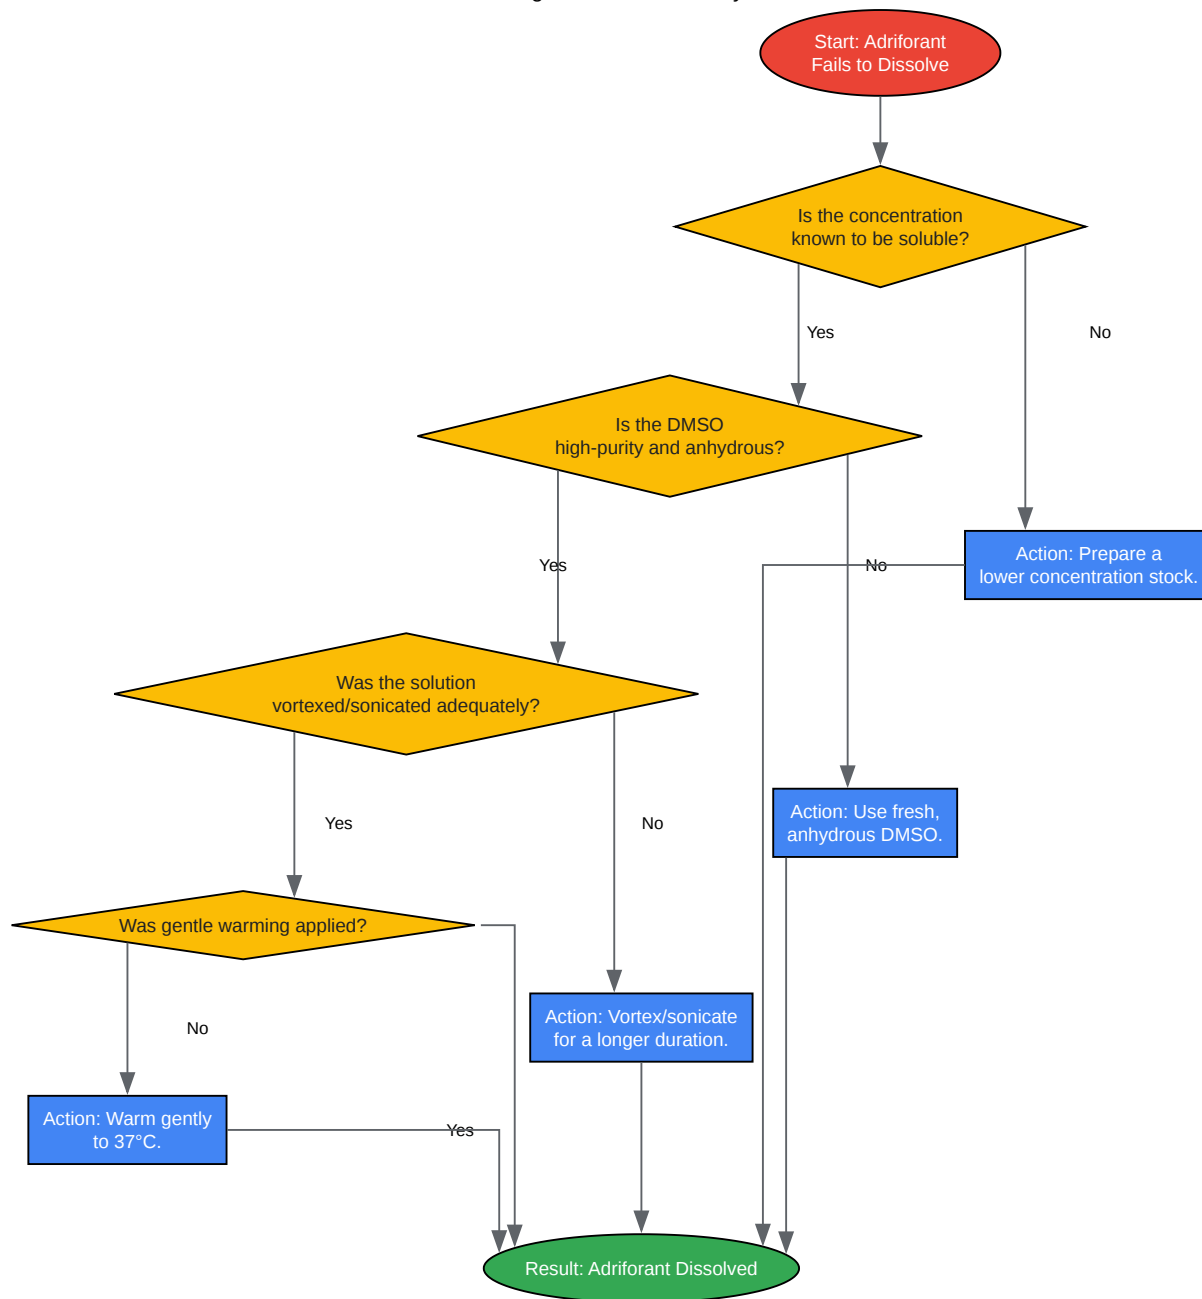 Start: Adriforant
Fails to Dissolve
Is the concentration
known to be soluble?
Yes
No
Is the DMSO
high-purity and anhydrous?
Yes
No
Action: Prepare a
lower concentration stock.
Was the solution
vortexed/sonicated adequately?
Yes
No
Action: Use fresh,
anhydrous DMSO.
Was gentle warming applied?
No
Action: Vortex/sonicate
for a longer duration.
Action: Warm gently
to 37°C.
Yes
Result: Adriforant Dissolved